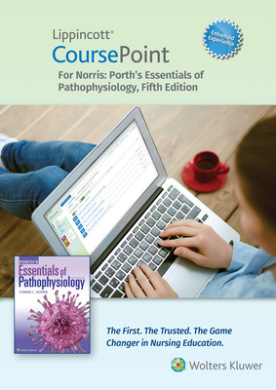 Lippincott®
CoursePoint
Enhanced
Experience
For Norris: Porth's Essentials of
Pathophysiology, Fifth Edition
PORTH'S
Essentials of
Pathophysiology
The First. The Trusted. The Game
Changer in Nursing Education.
Wolters Kluwer